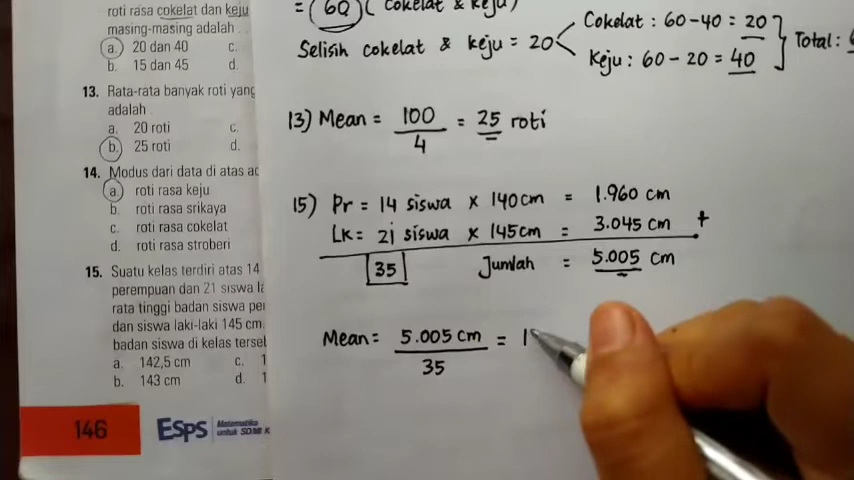 roti rasa cokelat dan keju
masing-masing adalah . .
a. 20 dan 40 c.
b. 15 dan 45 d.
13. Rata-rata banyak roti yang
adalah
a. 20 roti c.
b. 25 roti d.
14. Modus dari data di atas
a. roti rasa keju
b. roti rasa srikaya
c. roti rasa cokelat
d. roti rasa stroberi
15. Suatu kelas terdiri atas 14
perempuan dan 21 siswa
rata tinggi badan siswa
dan siswa laki-laki 145 cm
badan siswa di kelas
a. 142,5 cm c. 1
b. 143 cm d. 1
146
ESPS
Matematika
untuk SD/MI K
= 60 ( cokelat & keju)
Selisih cokelat & keju = 20
Cokelat : 60 - 40 = 20
Keju : 60 - 20 = 40
Total :
13) Mean = 100 / 4 = 25 roti
15) Pr = 14 siswa x 140 cm = 1.960 cm
Lk = 21 siswa x 145 cm = 3.045 cm +
35 Jumlah = 5.005 cm
Mean = 5.005 cm / 35 = 1